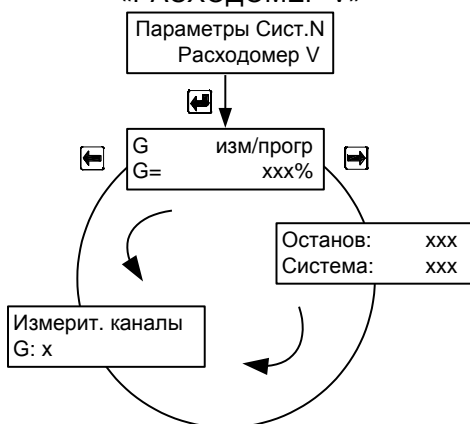 Параметры Сист.N
Расходомер V
G изм/прогр
G= xxx%
Останов: xxx
Система: xxx
Измерит. каналы
G: x